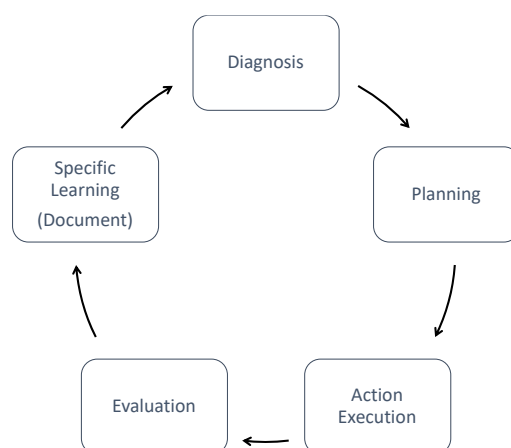 Diagnosis
Planning
Action
Execution
Evaluation
Specific
Learning
(Document)